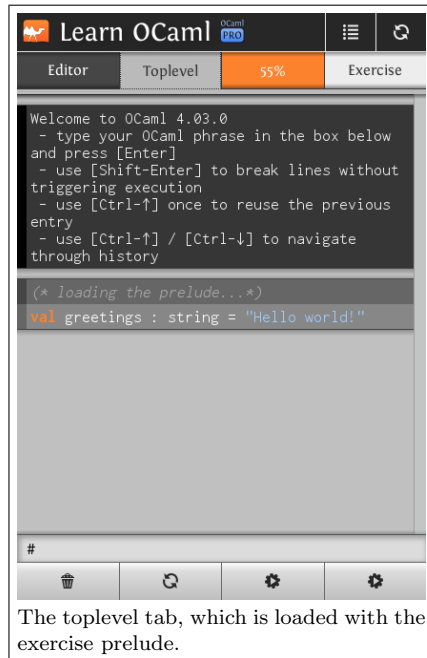 Learn OCaml OCaml PRO
Editor Toplevel 55% Exercise
Welcome to OCaml 4.03.0
- type your OCaml phrase in the box below
and press [Enter]
- use [Shift-Enter] to break lines without
triggering execution
- use [Ctrl-↑] once to reuse the previous
entry
- use [Ctrl-↑] / [Ctrl-↓] to navigate
through history
(* loading the prelude...*)
val greetings : string = "Hello world!"
#
The toplevel tab, which is loaded with the
exercise prelude.